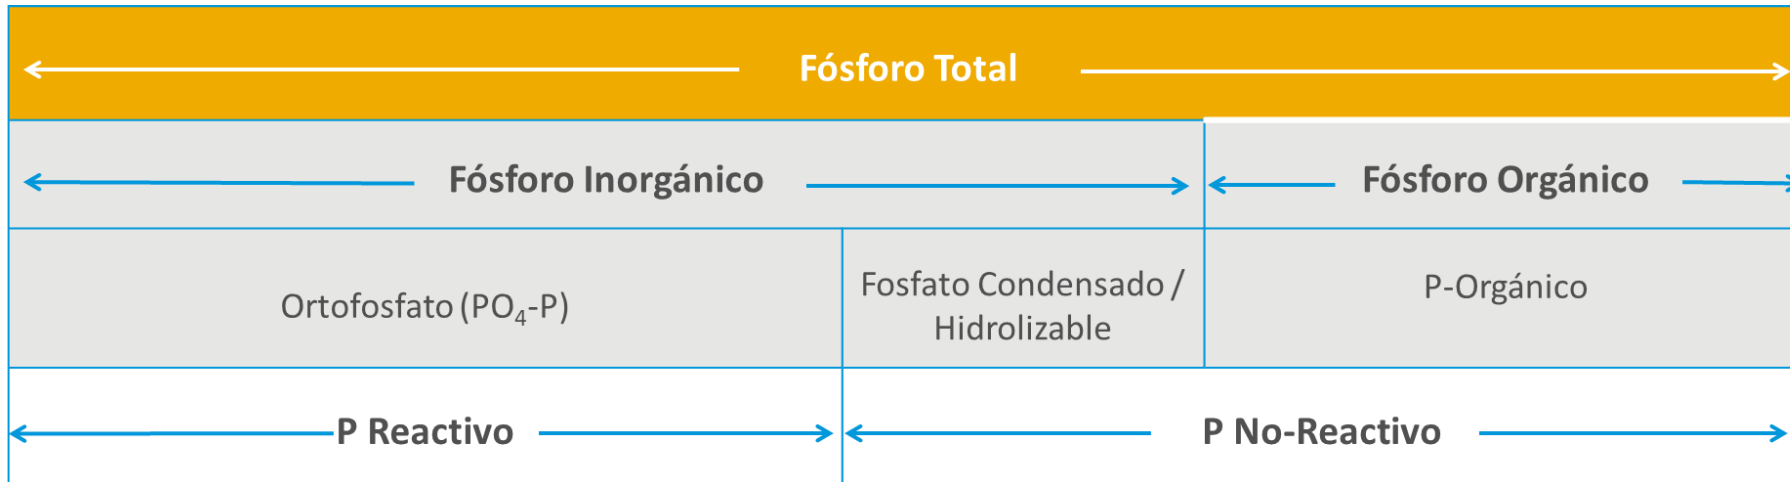 Fósforo Total
Fósforo Inorgánico
Fósforo Orgánico
Ortofosfato (PO₄-P)
Fosfato Condensado /
Hidrolizable
P-Orgánico
P Reactivo
P No-Reactivo